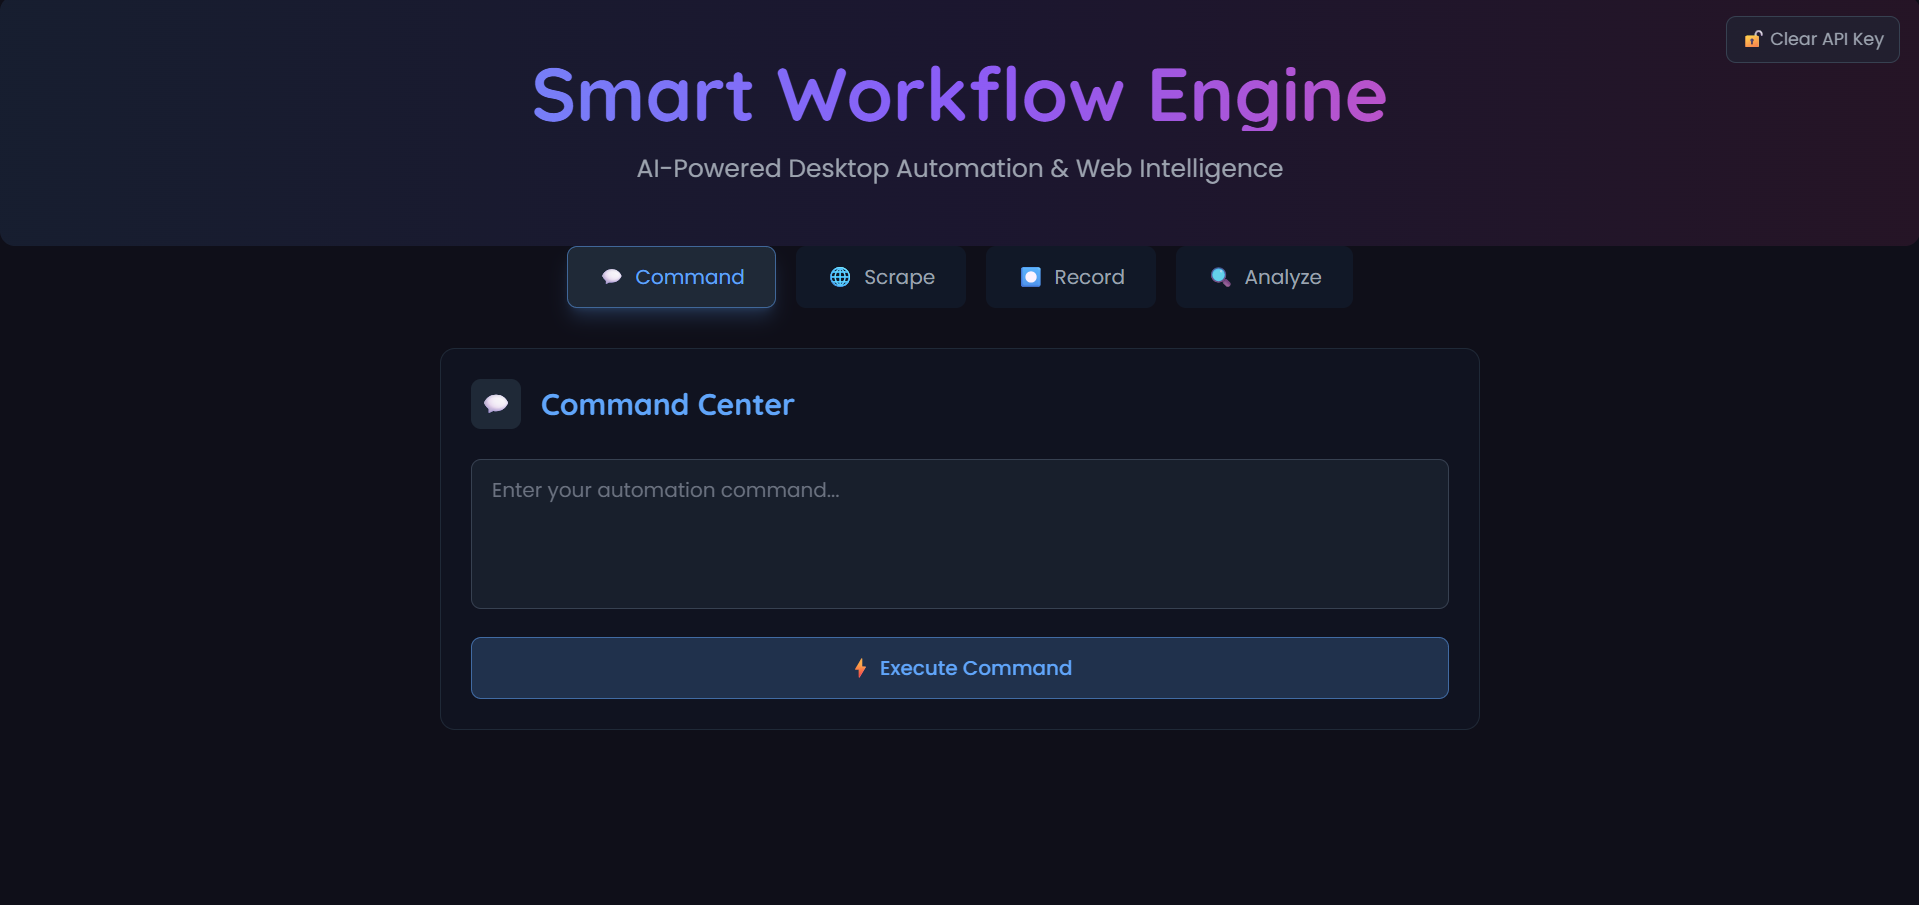 Clear API Key
Smart Workflow Engine
AI-Powered Desktop Automation & Web Intelligence
Command
Scrape
Record
Analyze
Command Center
Enter your automation command...
Execute Command